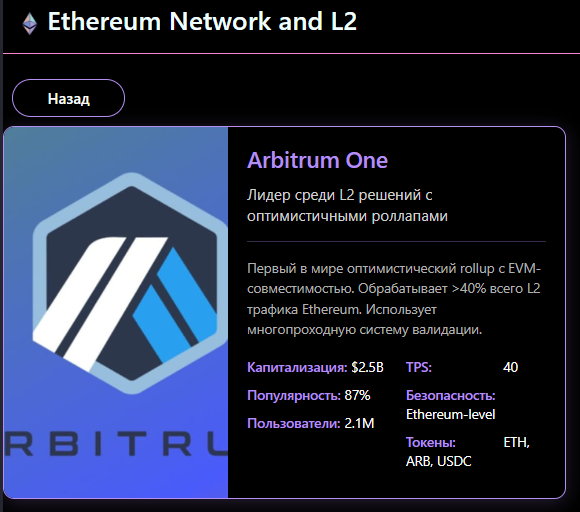 Ethereum Network and L2
Назад
RBITRU
Arbitrum One
Лидер среди L2 решений с
оптимистичными роллапами
Первый в мире оптимистический rollup с EVM-
совместимостью. Обрабатывает >40% всего L2
трафика Ethereum. Использует
многопроходную систему валидации.
Капитализация: $2.5B
Популярность: 87%
Пользователи: 2.1M
TPS: 40
Безопасность:
Ethereum-level
Токены: ETH,
ARB, USDC